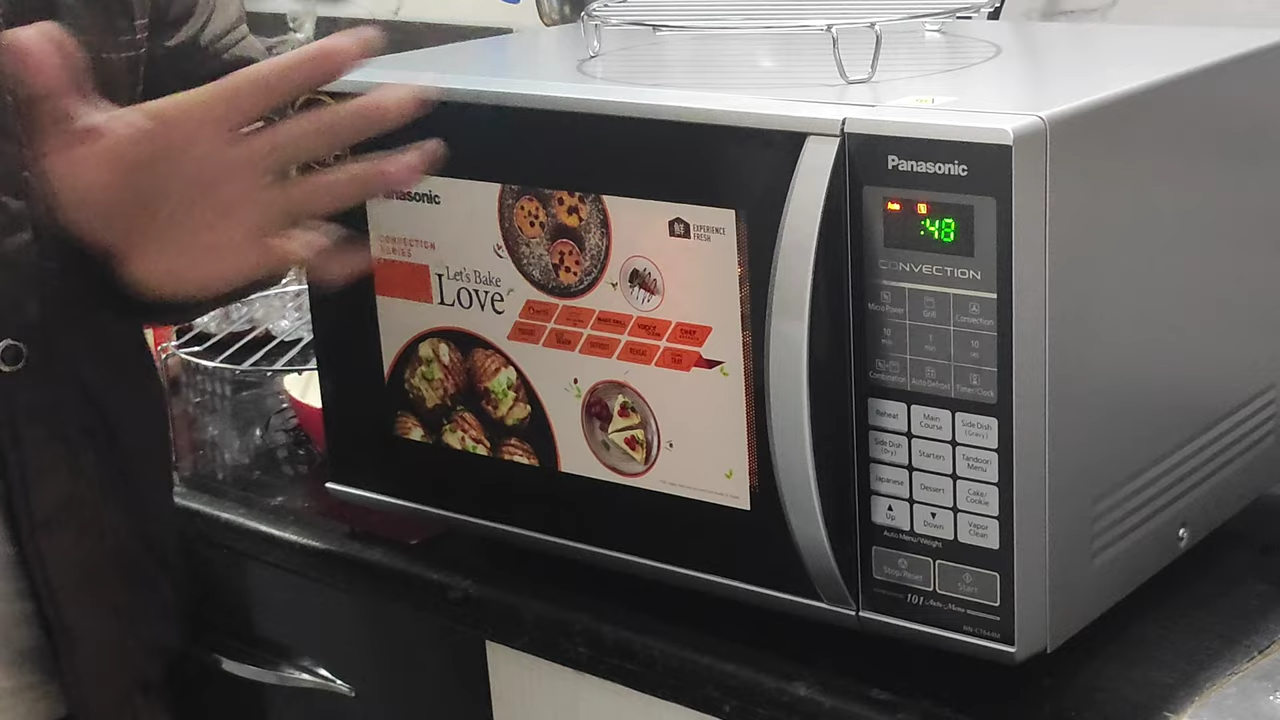 Panasonic
CONVECTION
SERIES
Let's Bake
Love
EXPERIENCE
FRESH
Panasonic
Auto
:48
CONVECTION
Micro Power
Grill
Convection
10
min
1
min
10
sec
Combination
Auto Defrost
Timer/Clock
Reheat
Main
Course
Side Dish
(Gravy)
Side Dish
(Dry)
Starters
Tandoori
Menu
Japanese
Dessert
Cake/
Cookie
Up
Down
Vapor
Clean
Auto Menu/Weight
Stop/Reset
Start
101 Auto Menu